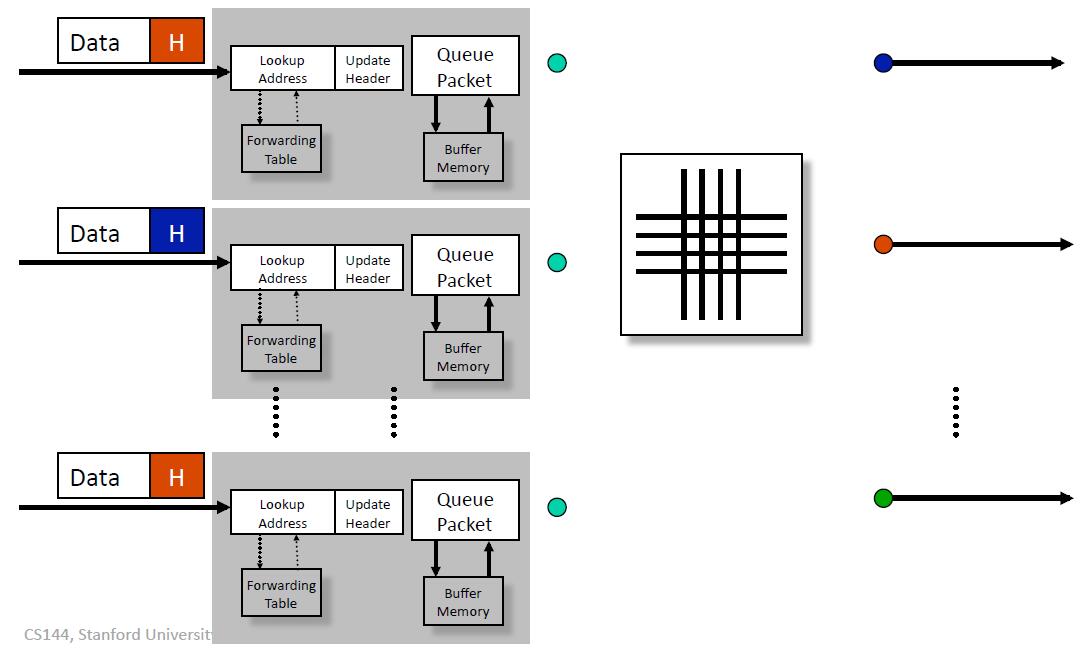 Data H
Lookup
Address
Update
Header
Queue
Packet
Forwarding
Table
Buffer
Memory
Data H
Lookup
Address
Update
Header
Queue
Packet
Forwarding
Table
Buffer
Memory
Data H
Lookup
Address
Update
Header
Queue
Packet
Forwarding
Table
Buffer
Memory
CS144, Stanford University